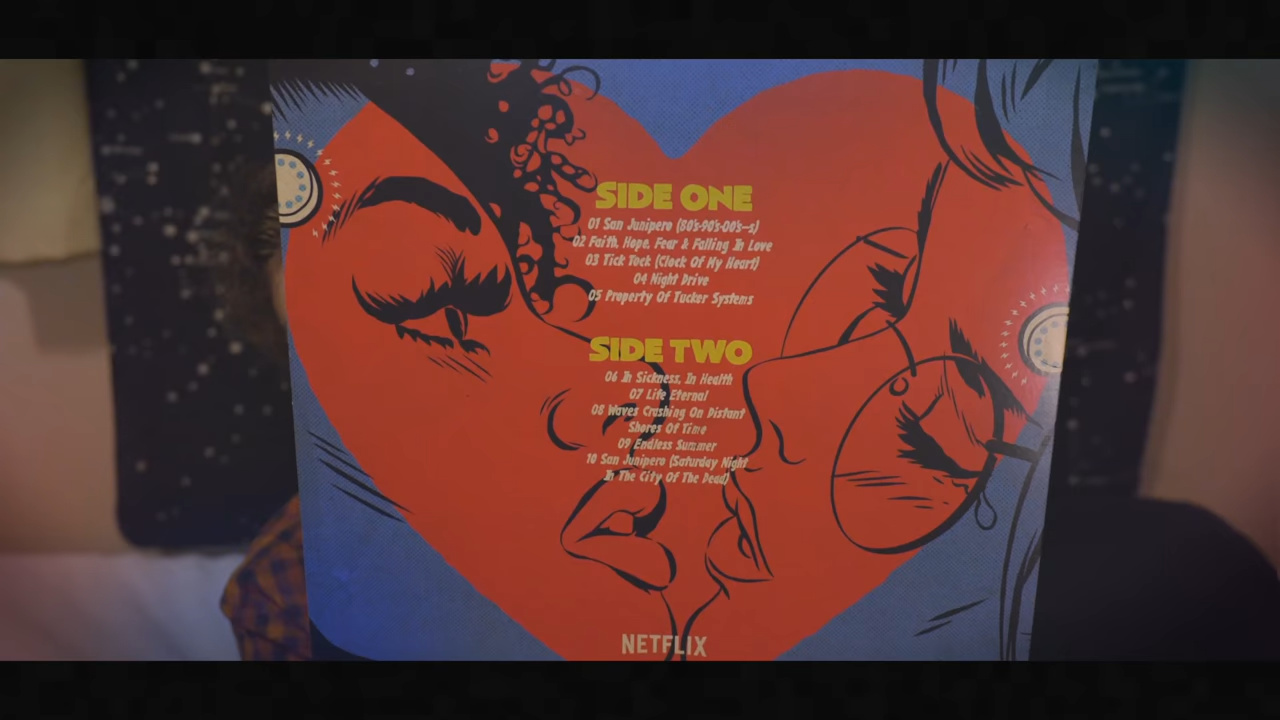 SIDE ONE
01 San Junipero (80's-90's-00's-∞)
02 Faith, Hope, Fear & Falling In Love
03 Tick Tock (Clock Of My Heart)
04 Night Drive
05 Property Of Tucker Systems
SIDE TWO
06 In Sickness, In Health
07 Life Eternal
08 Waves Crashing On Distant
Shores Of Time
09 Endless Summer
10 San Junipero (Saturday Night
In The City Of The Dead)
NETFLIX